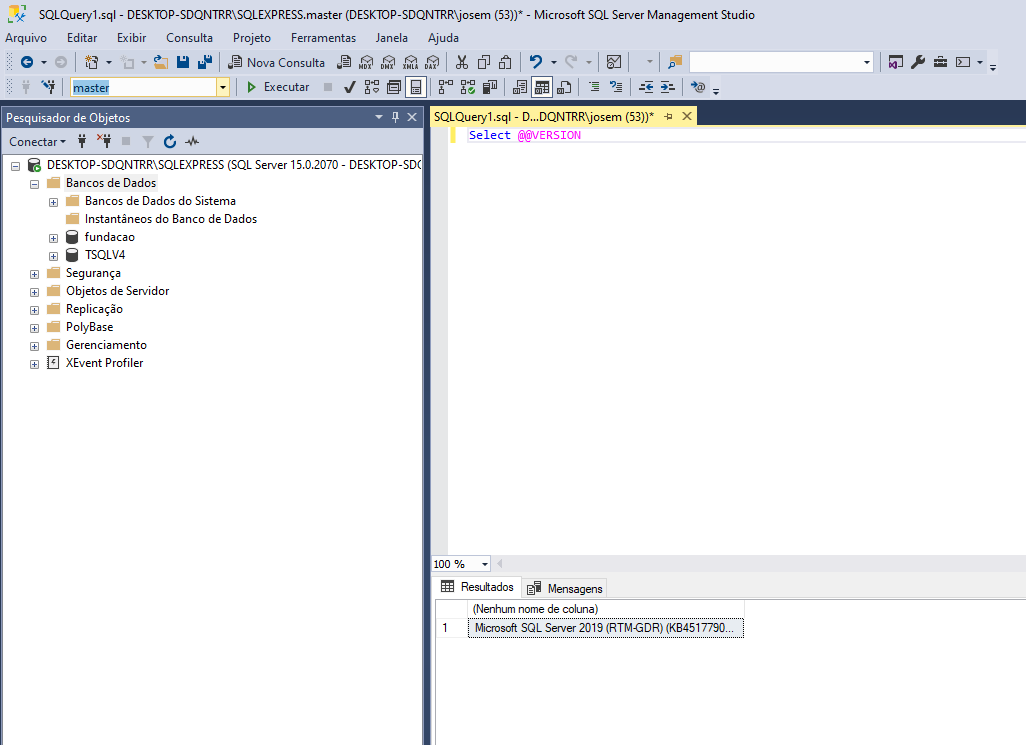 SQLQuery1.sql - DESKTOP-SDQNTRR\SQLEXPRESS.master (DESKTOP-SDQNTRR\josem (53))* - Microsoft SQL Server Management Studio
Arquivo Editar Exibir Consulta Projeto Ferramentas Janela Ajuda
Nova Consulta MDX DMX XMLA DAX
master Executar
Pesquisador de Objetos
Conectar
DESKTOP-SDQNTRR\SQLEXPRESS (SQL Server 15.0.2070 - DESKTOP-SDQ
Bancos de Dados
Bancos de Dados do Sistema
Instantâneos do Banco de Dados
fundacao
TSQLV4
Segurança
Objetos de Servidor
Replicação
PolyBase
Gerenciamento
XEvent Profiler
SQLQuery1.sql - D...DQNTRR\josem (53))*
Select @@VERSION
100 %
Resultados Mensagens
(Nenhum nome de coluna)
1 Microsoft SQL Server 2019 (RTM-GDR) (KB4517790...